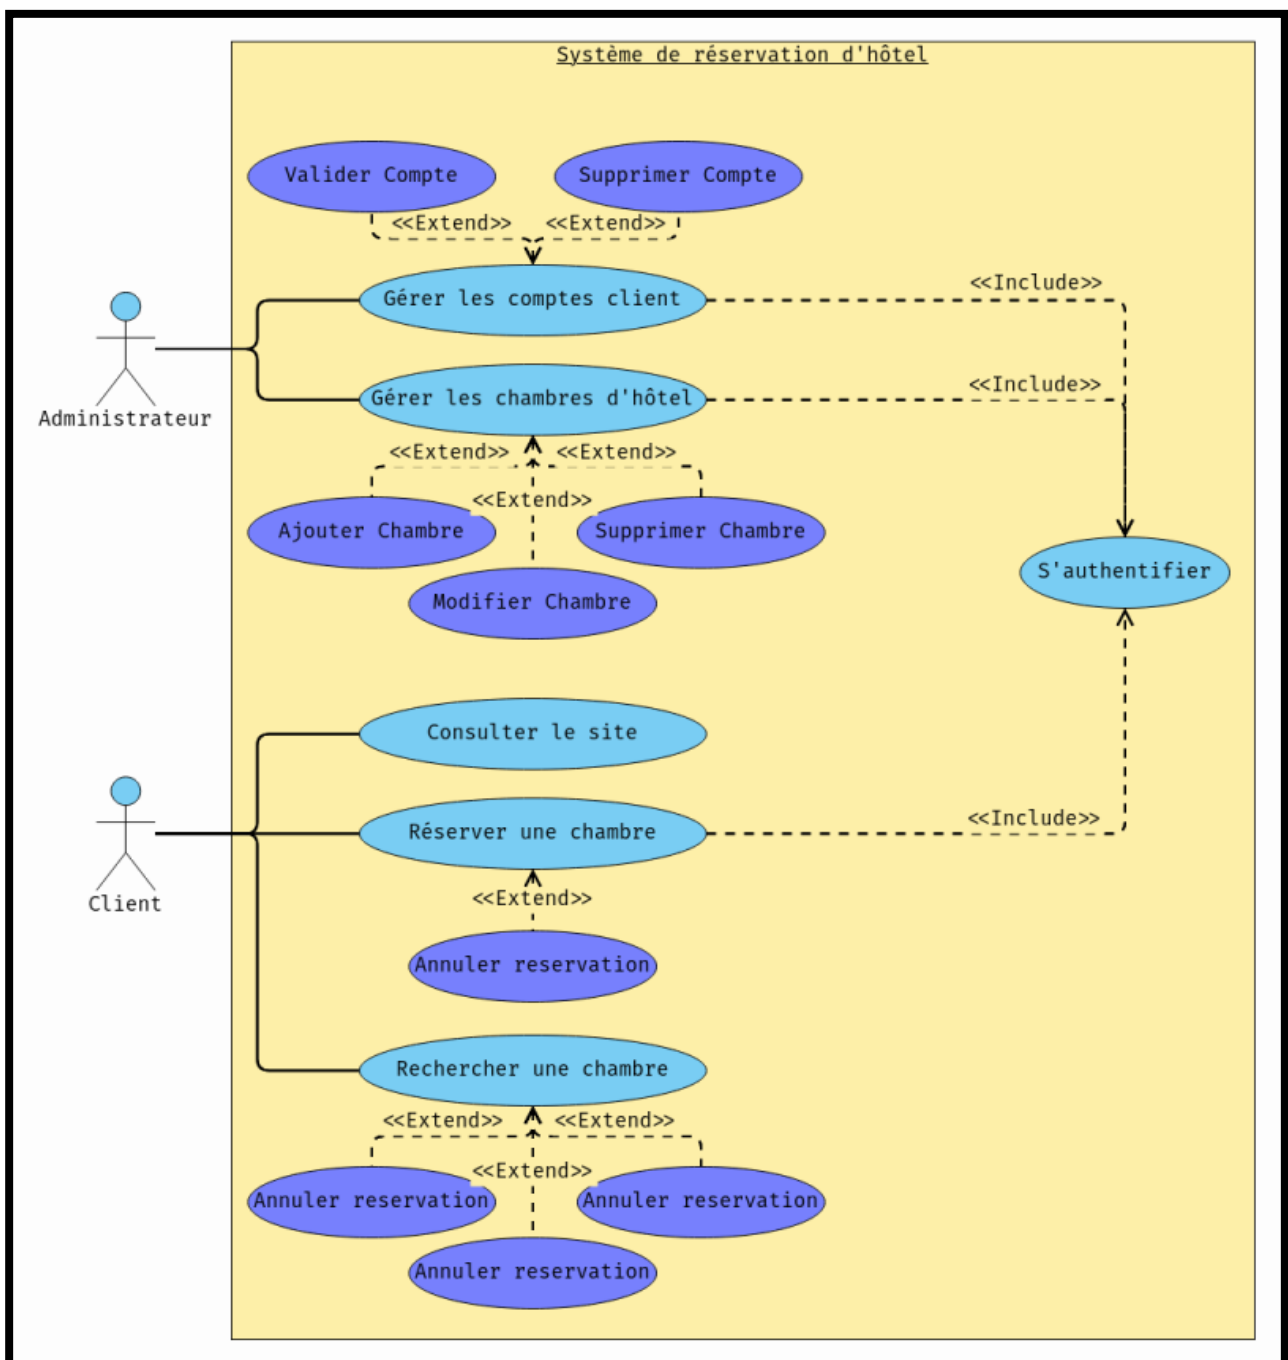 Système de réservation d'hôtel
Valider Compte
Supprimer Compte
<<Extend>>
<<Extend>>
Gérer les comptes client
<<Include>>
Administrateur
Gérer les chambres d'hôtel
<<Include>>
<<Extend>>
<<Extend>>
<<Extend>>
Ajouter Chambre
Supprimer Chambre
Modifier Chambre
S'authentifier
Consulter le site
Réserver une chambre
<<Include>>
Client
<<Extend>>
Annuler reservation
Rechercher une chambre
<<Extend>>
<<Extend>>
<<Extend>>
Annuler reservation
Annuler reservation
Annuler reservation